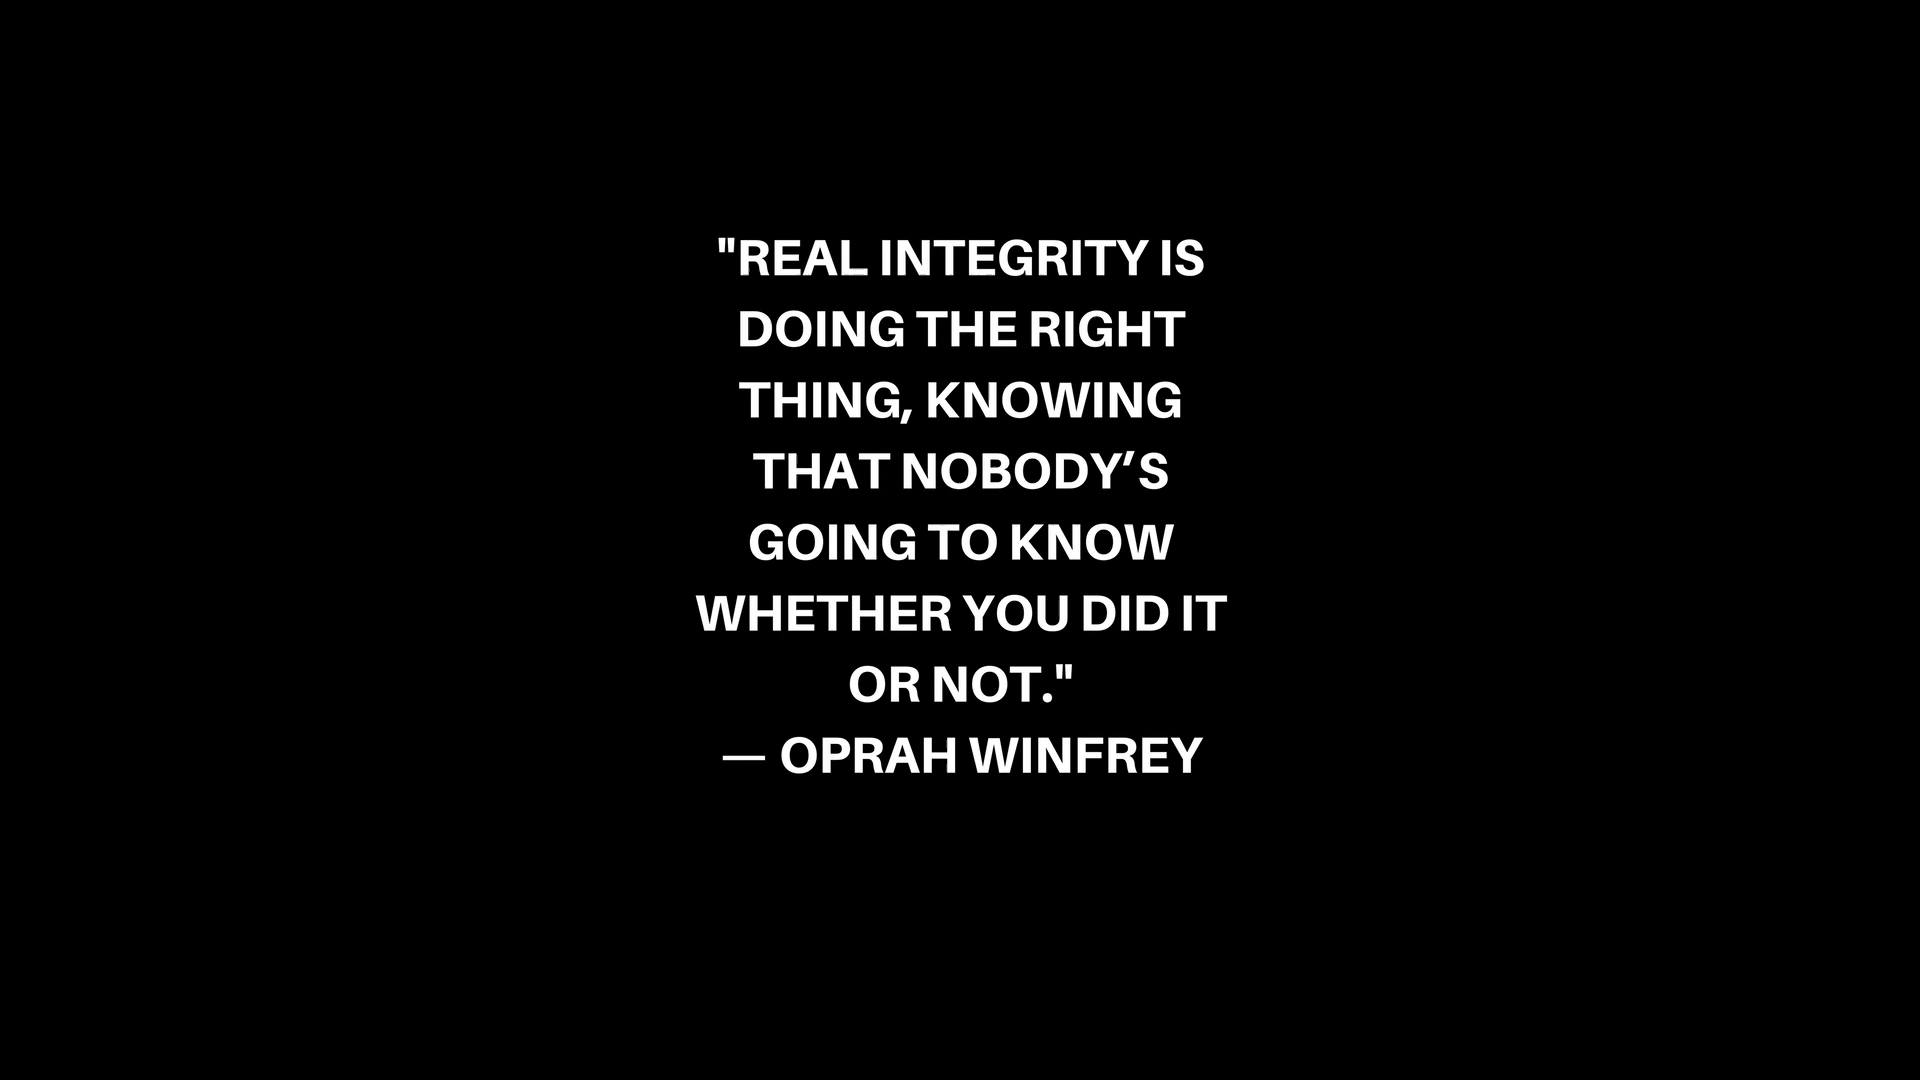 "REAL INTEGRITY IS
DOING THE RIGHT
THING, KNOWING
THAT NOBODY’S
GOING TO KNOW
WHETHER YOU DID IT
OR NOT."
— OPRAH WINFREY